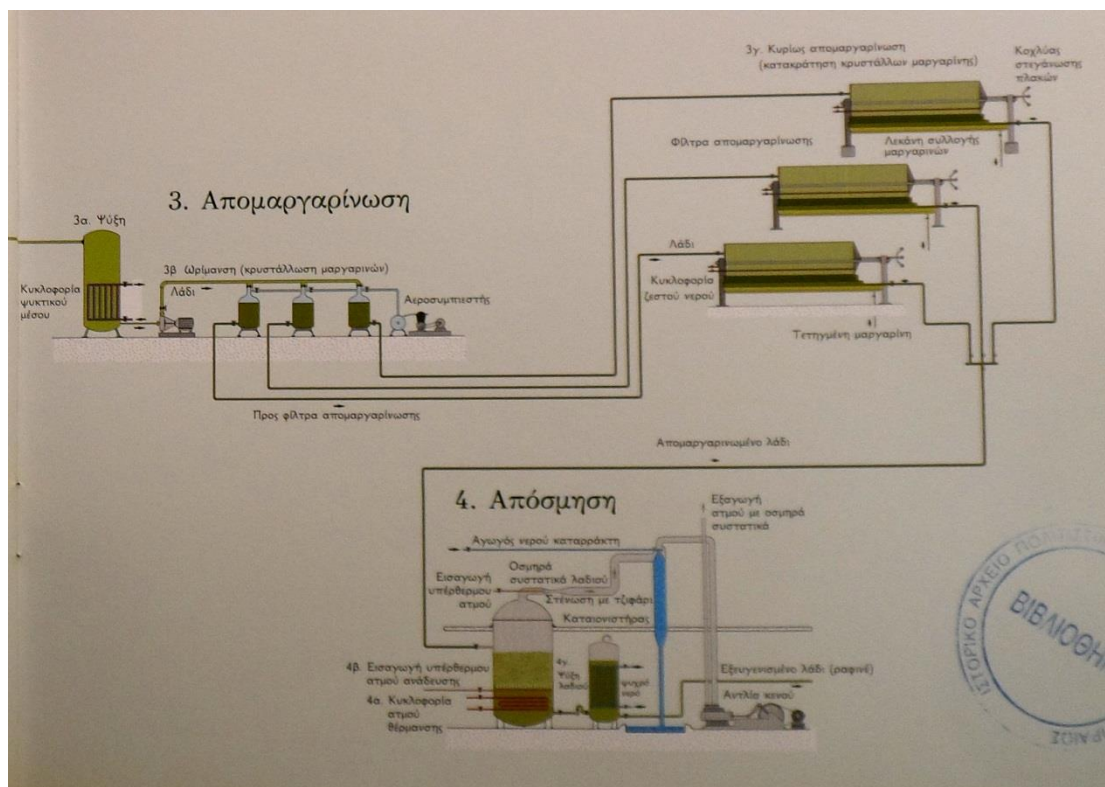 3γ. Κυρίως απομαργαρίνωση
(κατακράτηση κρυστάλλων μαργαρίνης)
Κοχλίας
στεγάνωσης
πλακών
Φίλτρα απομαργαρίνωσης
Λεκάνη συλλογής
μαργαρινών
3. Απομαργαρίνωση
3α. Ψύξη
3β Ωρίμανση (κρυστάλλωση μαργαρινών)
Λάδι
Κυκλοφορία
ψυκτικού
μέσου
Αεροσυμπιεστής
Λάδι
Κυκλοφορία
ζεστού νερού
Τετηγμένη μαργαρίνη
Προς φίλτρα απομαργαρίνωσης
Απομαργαρινωμένο λάδι
4. Απόσμηση
Εξαγωγή
ατμού με οσμηρά
συστατικά
Αγωγός νερού καταρράκτη
Οσμηρά
συστατικά λαδιού
Εισαγωγή
υπέρθερμου
ατμού
Στένωση με τζιφάρι
Καταιονιστήρας
4β. Εισαγωγή υπέρθερμου
ατμού ανάδευσης
4γ.
Ψύξη
λαδιού
ψυχρό
νερό
Εξευγενισμένο λάδι (ραφινέ)
Αντλία κενού
4α. Κυκλοφορία
ατμού
θέρμανσης
ΙΣΤΟΡΙΚΟ ΑΡΧΕΙΟ
ΒΙΒΛΙΟΘΗ